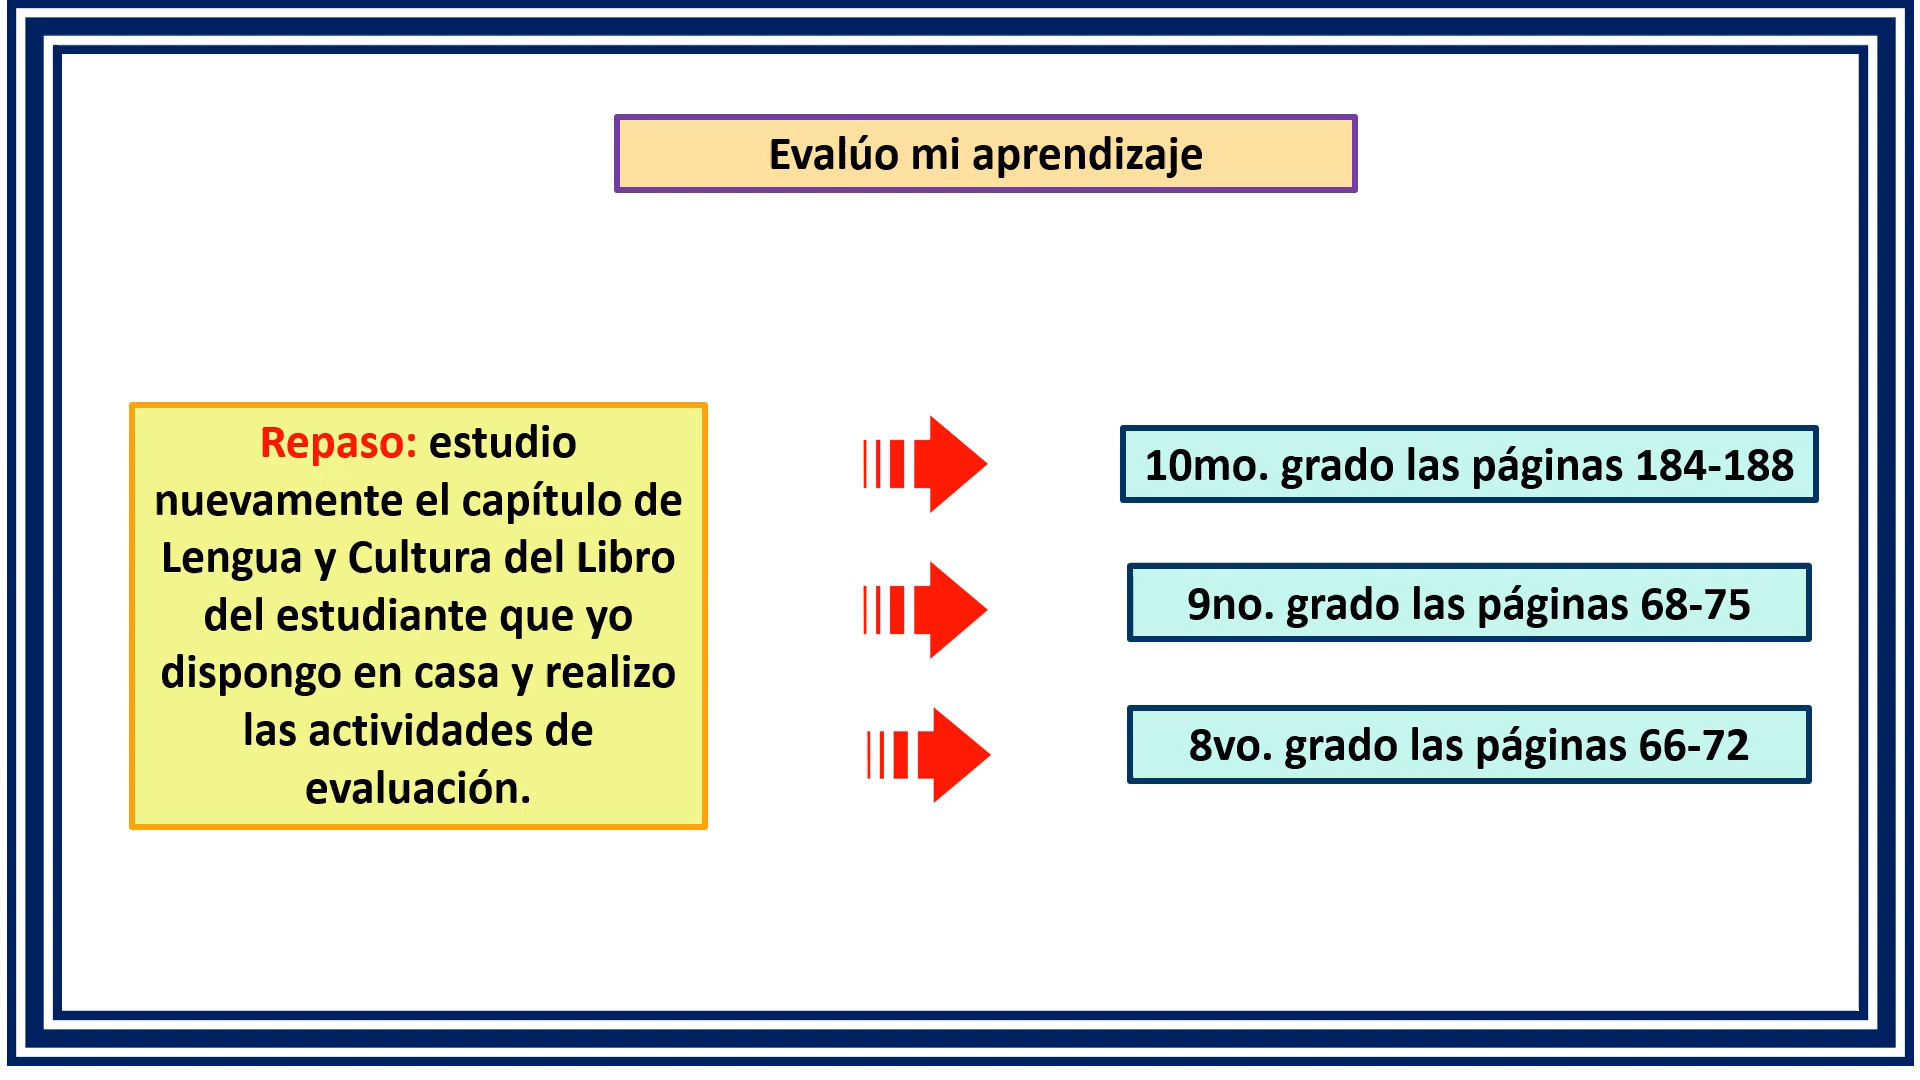 Evalúo mi aprendizaje
Repaso: estudio
nuevamente el capítulo de
Lengua y Cultura del Libro
del estudiante que yo
dispongo en casa y realizo
las actividades de
evaluación.
10mo. grado las páginas 184-188
9no. grado las páginas 68-75
8vo. grado las páginas 66-72